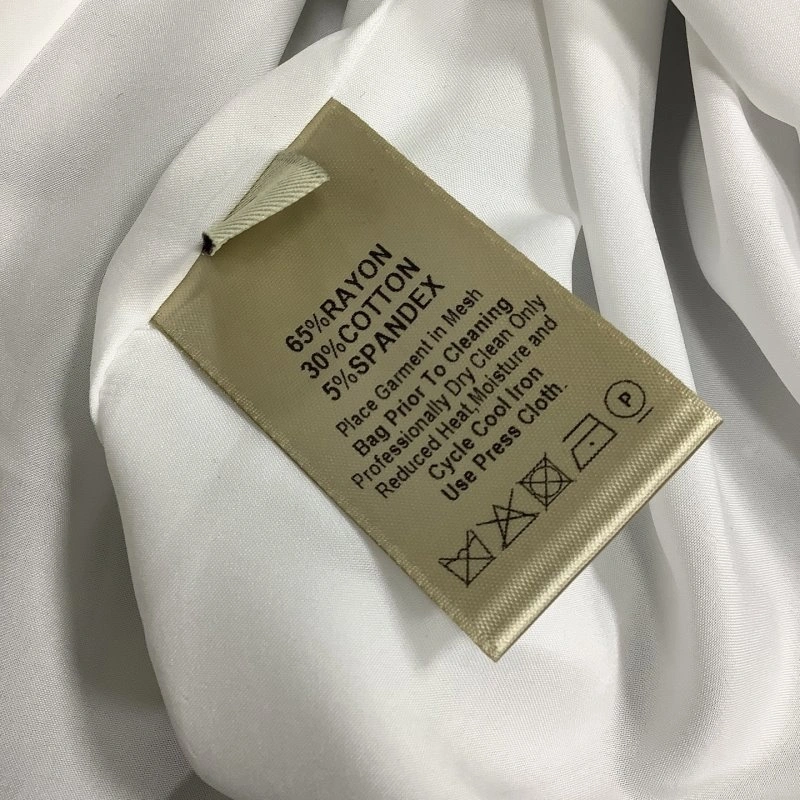 65%RAYON
30%COTTON
5%SPANDEX
Place Garment in Mesh
Bag Prior To Cleaning
Professionally Dry Clean Only
Reduced Heat,Moisture and
Cycle Cool Iron
Use Press Cloth.
P